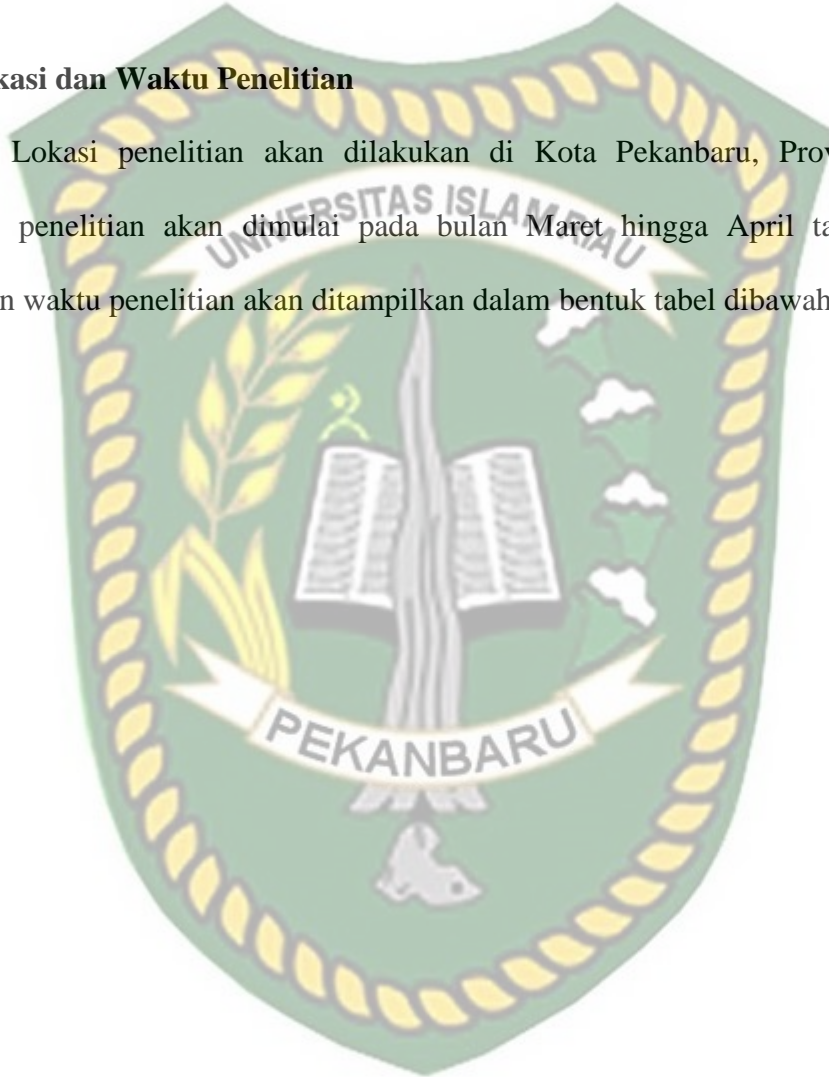 kasi dan Waktu Penelitian
Lokasi penelitian akan dilakukan di Kota Pekanbaru, Prov
penelitian akan dimulai pada bulan Maret hingga April ta
n waktu penelitian akan ditampilkan dalam bentuk tabel dibawah
UNIVERSITAS ISLAM RIAU
PEKANBARU